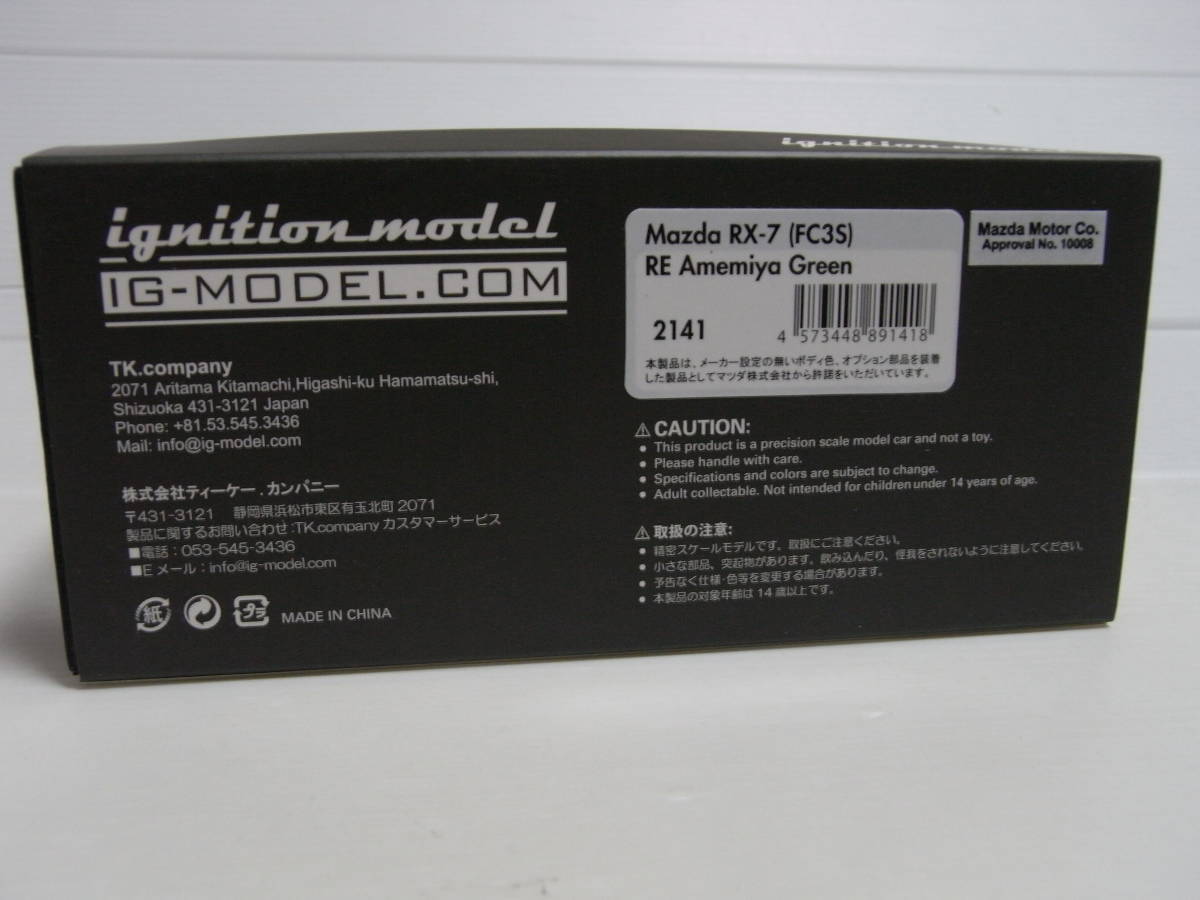 ignition model
ignition model
IG-MODEL.COM
TK.company
2071 Aritama Kitamachi,Higashi-ku Hamamatsu-shi,
Shizuoka 431-3121 Japan
Phone: +81.53.545.3436
Mail: info@ig-model.com
株式会社ティーケー.カンパニー
〒431-3121 静岡県浜松市東区有玉北町 2071
製品に関するお問い合わせ:TK.company カスタマーサービス
■電話:053-545-3436
■Eメール:info@ig-model.com
紙
プラ
MADE IN CHINA
Mazda RX-7 (FC3S)
RE Amemiya Green
2141
4 573448 891418
本製品は、メーカー設定の無いボディ色、オプション部品を装着
した製品としてマツダ株式会社から許諾をいただいています。
Mazda Motor Co.
Approval No. 10008
⚠ CAUTION:
● This product is a precision scale model car and not a toy.
● Please handle with care.
● Specifications and colors are subject to change.
● Adult collectable. Not intended for children under 14 years of age.
⚠ 取扱の注意:
● 精密スケールモデルです。取扱にご注意ください。
● 小さな部品、突起物があります。飲み込んだり、怪我をされないように注意してください。
● 予告なく仕様・色等を変更する場合があります。
● 本製品の対象年齢は 14 歳以上です。